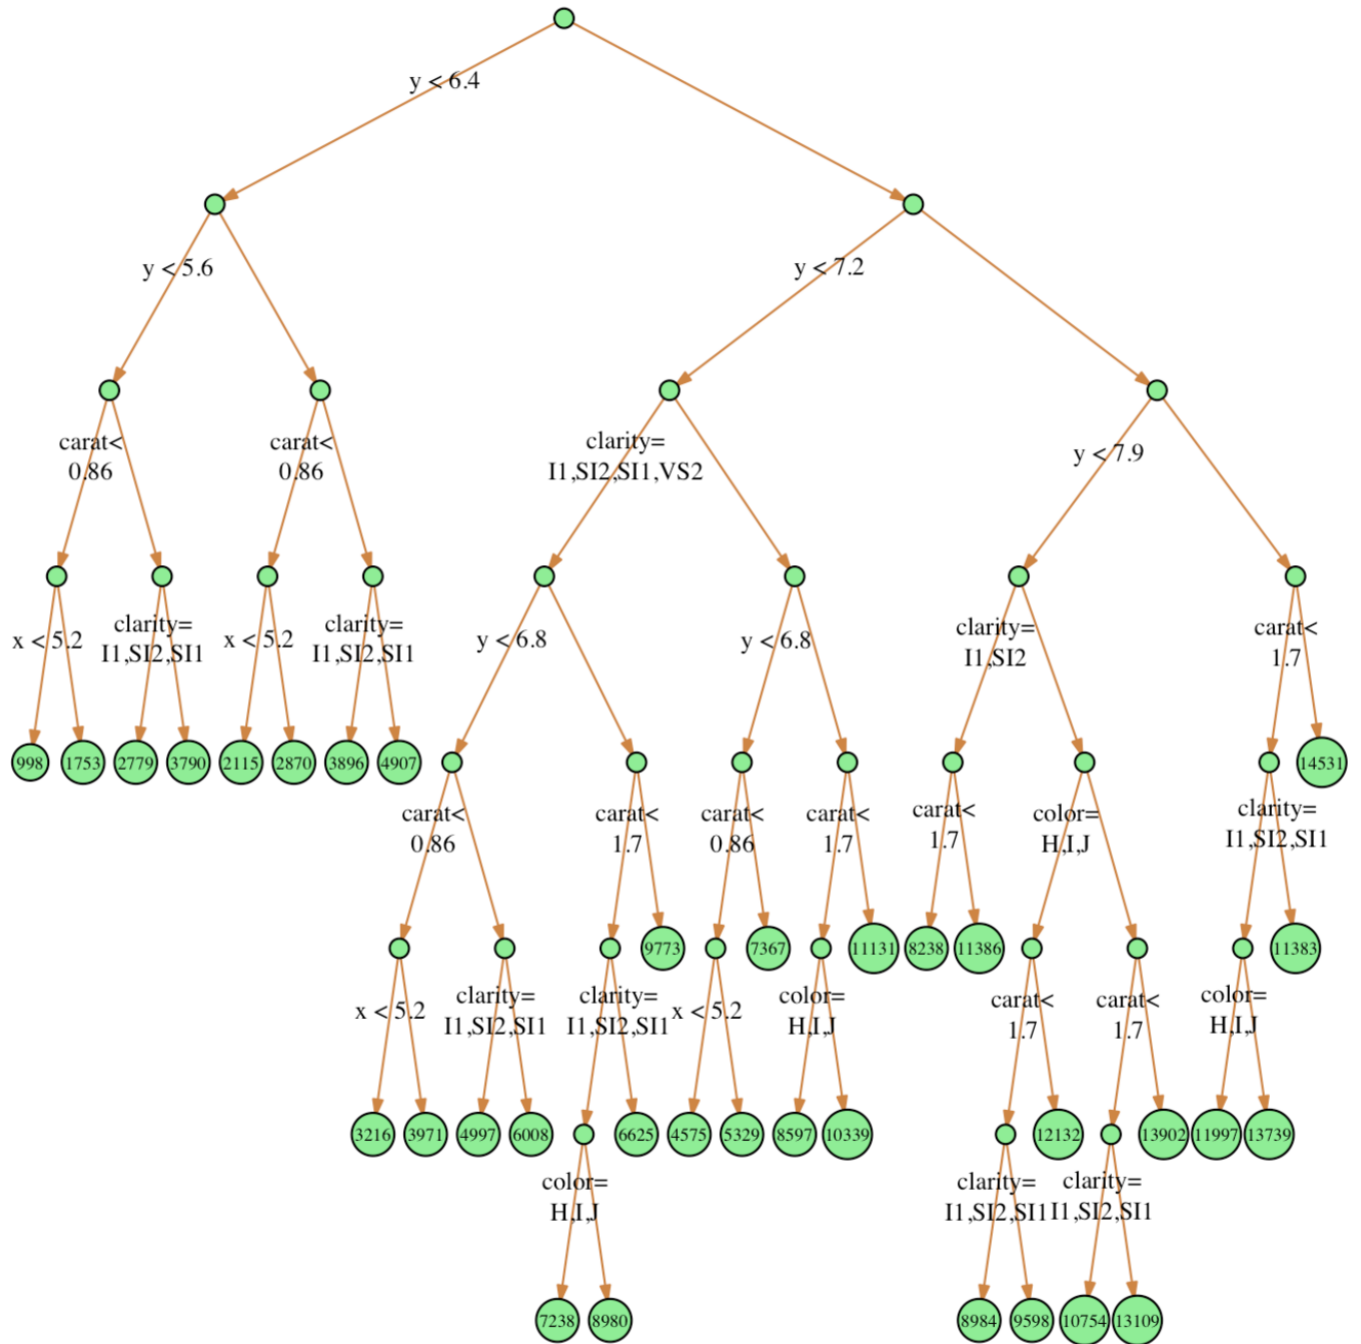 y < 6.4
y < 5.6
y < 7.2
carat<
0.86
carat<
0.86
clarity=
I1,SI2,SI1,VS2
y < 7.9
x < 5.2
clarity=
I1,SI2,SI1
x < 5.2
clarity=
I1,SI2,SI1
y < 6.8
y < 6.8
clarity=
I1,SI2
carat<
1.7
998
1753
2779
3790
2115
2870
3896
4907
14531
carat<
0.86
carat<
1.7
carat<
0.86
carat<
1.7
carat<
1.7
color=
H,I,J
clarity=
I1,SI2,SI1
9773
7367
11131
8238
11386
11383
x < 5.2
clarity=
I1,SI2,SI1
clarity=
I1,SI2,SI1
x < 5.2
color=
H,I,J
carat<
1.7
carat<
1.7
color=
H,I,J
3216
3971
4997
6008
6625
4575
5329
8597
10339
12132
13902
11997
13739
color=
H,I,J
clarity=
I1,SI2,SI1
clarity=
I1,SI2,SI1
7238
8980
8984
9598
10754
13109